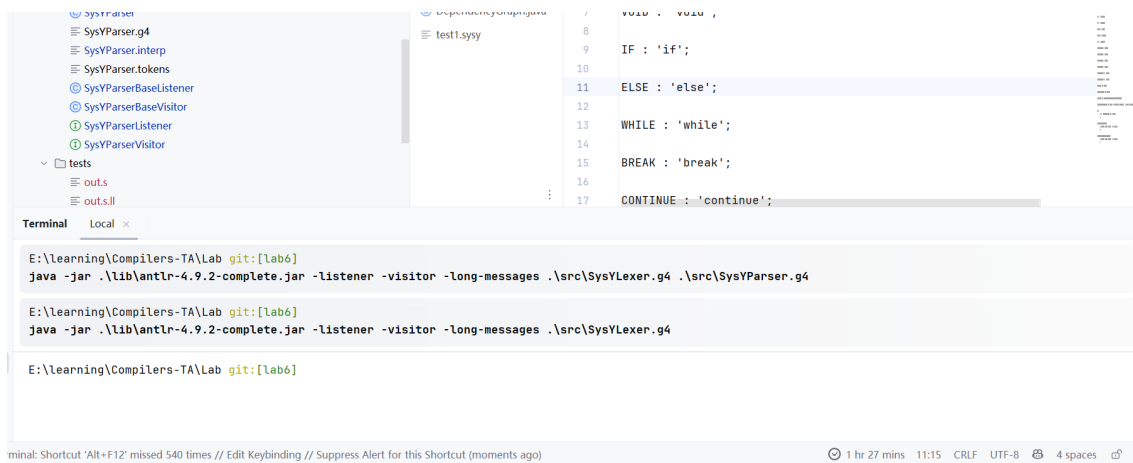 SysYParser
SysYParser.g4
SysYParser.interp
SysYParser.tokens
SysYParserBaseListener
SysYParserBaseVisitor
SysYParserListener
SysYParserVisitor
tests
out.s
out.s.ll
DependencyGraph.java
test1.sysy
7 VOID : 'void';
8
9 IF : 'if';
10
11 ELSE : 'else';
12
13 WHILE : 'while';
14
15 BREAK : 'break';
16
17 CONTINUE : 'continue';
Terminal Local ×
E:\learning\Compilers-TA\Lab git:[lab6]
java -jar .\lib\antlr-4.9.2-complete.jar -listener -visitor -long-messages .\src\SysYLexer.g4 .\src\SysYParser.g4
E:\learning\Compilers-TA\Lab git:[lab6]
java -jar .\lib\antlr-4.9.2-complete.jar -listener -visitor -long-messages .\src\SysYLexer.g4
E:\learning\Compilers-TA\Lab git:[lab6]
rminal: Shortcut 'Alt+F12' missed 540 times // Edit Keybinding // Suppress Alert for this Shortcut (moments ago) 1 hr 27 mins 11:15 CRLF UTF-8 4 spaces